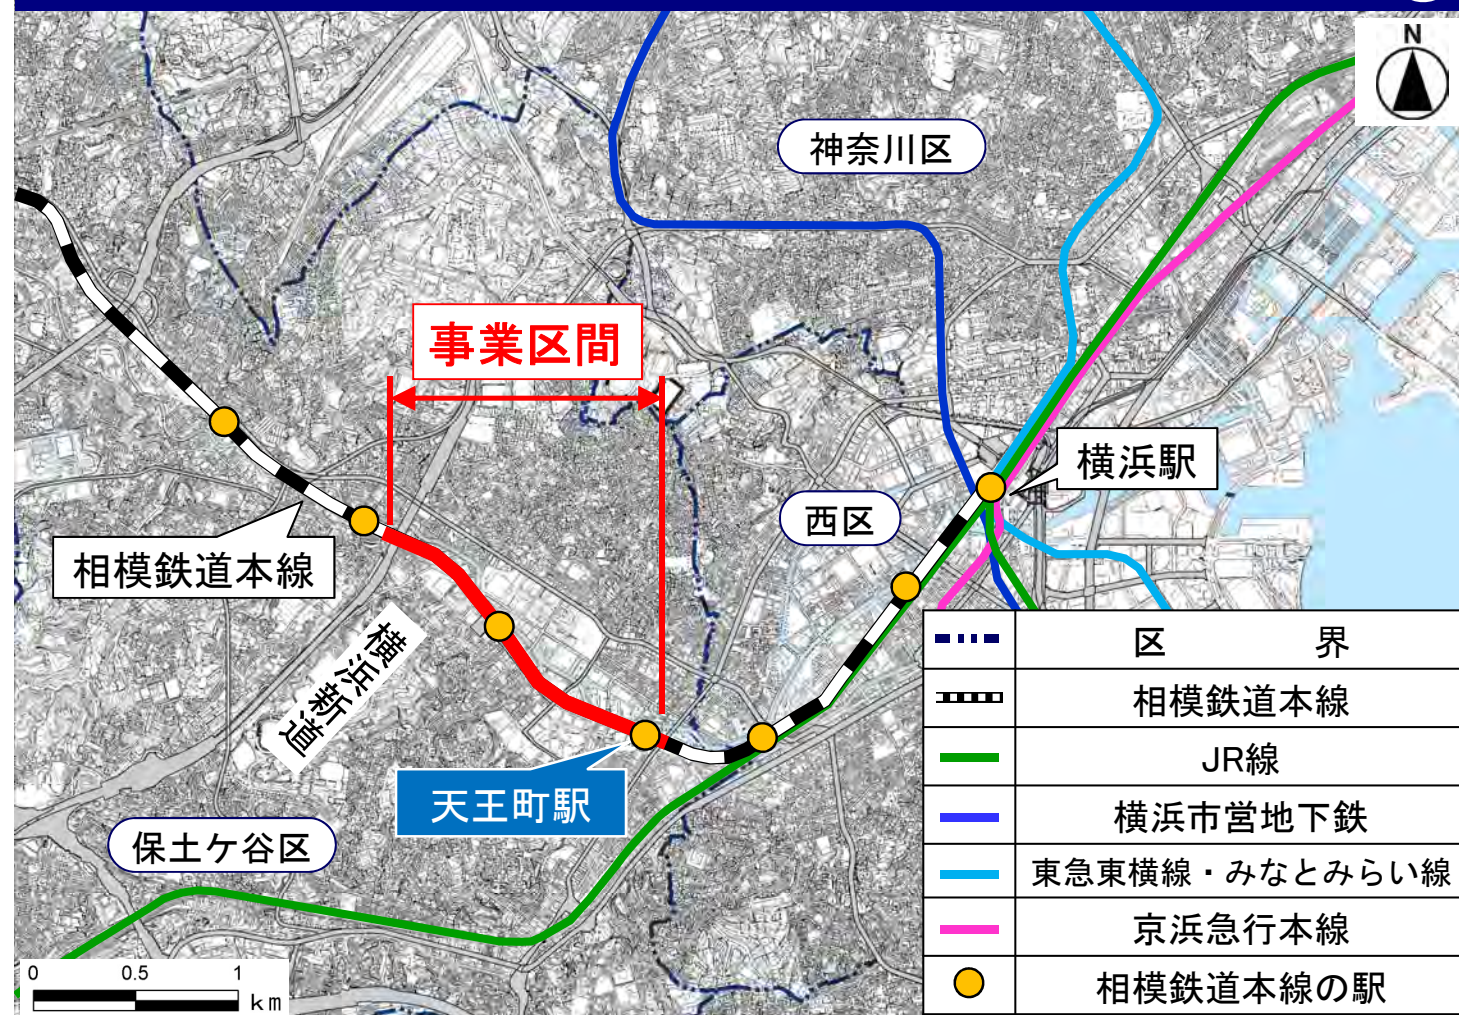 N
神奈川区
事業区間
横浜駅
西区
相模鉄道本線
横浜新道
天王町駅
保土ケ谷区
区 界
相模鉄道本線
JR線
横浜市営地下鉄
東急東横線・みなとみらい線
京浜急行本線
相模鉄道本線の駅
0 0.5 1
km